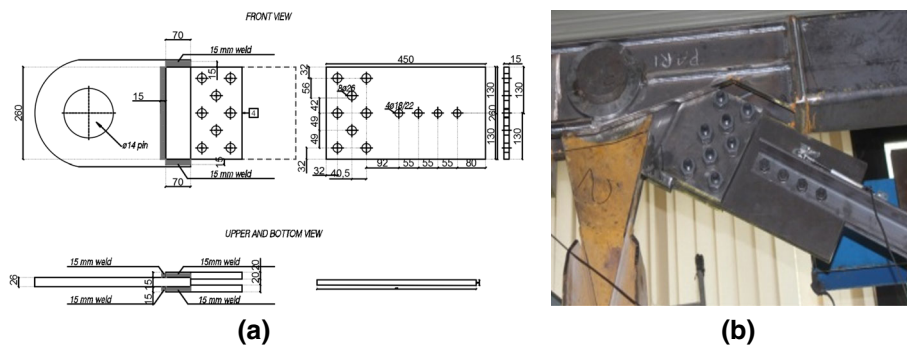 FRONT VIEW
70
15 mm weld
15
15
260
ø14 pin
4
15
70
15 mm weld
450
15
32
56
8ø26
42
49
49
32
4ø18/22
130
130
130
130
92 55 55 55 80
32
40,5
UPPER AND BOTTOM VIEW
15 mm weld
15mm weld
26
15 15
20 20
15 mm weld
15 mm weld
(a)
(b)